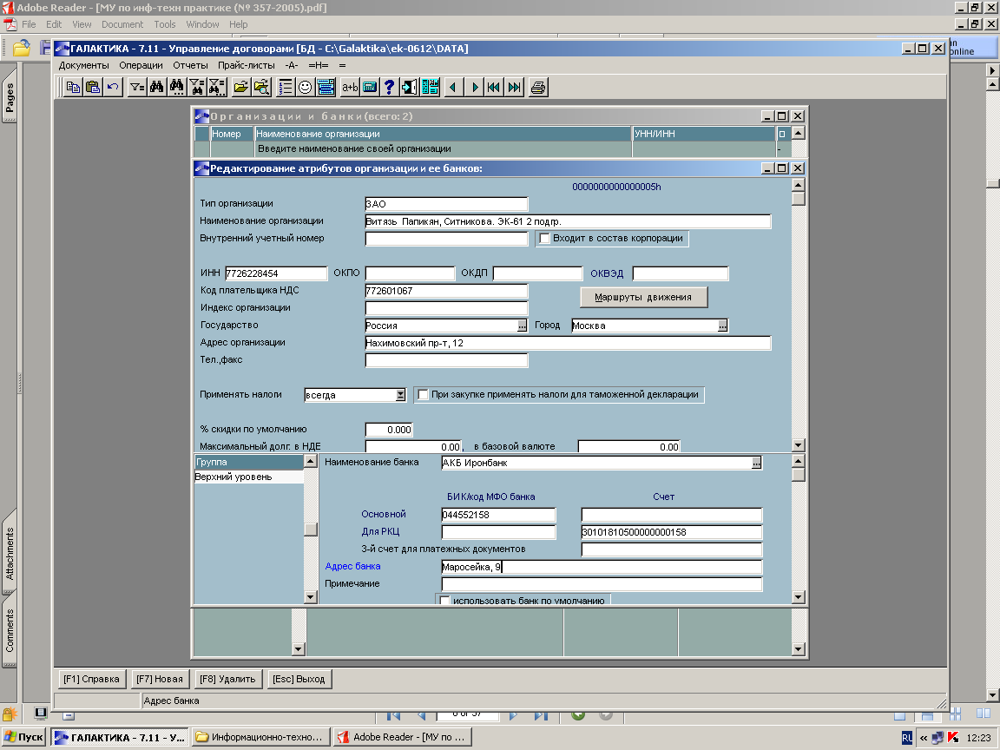 Adobe Reader - [МУ по инф-техн практике (№ 357-2005).pdf]
File Edit View Document Tools Window Help
ГАЛАКТИКА - 7.11 - Управление договорами [БД - C:\Galaktika\ek-0612\DATA]
online
Документы Операции Отчеты Прайс-листы -А- =Н= =
a+b
Pages
Организации и банки (всего: 2)
Номер Наименование организации УНН/ИНН
Введите наименование своей организации -
Редактирование атрибутов организации и ее банков:
0000000000000005h
Тип организации ЗАО
Наименование организации Витязь Папикян, Ситникова. ЭК-61 2 подгр.
Внутренний учетный номер Входит в состав корпорации
ИНН 7726228454 ОКПО ОКДП ОКВЭД
Код плательщика НДС 772601067 Маршруты движения
Индекс организации
Государство Россия ... Город Москва ...
Адрес организации Нахимовский пр-т, 12
Тел.,факс
Применять налоги всегда При закупке применять налоги для таможенной декларации
% скидки по умолчанию 0.000
Максимальный долг: в НДЕ 0.00, в базовой валюте 0.00
Группа Наименование банка АКБ Иронбанк ...
Верхний уровень
БИК/код МФО банка Счет
Основной 044552158
Для РКЦ 30101810500000000158
3-й счет для платежных документов
Адрес банка Маросейка, 9
Примечание
использовать банк по умолчанию
Attachments
Comments
[F1] Справка [F7] Новая [F8] Удалить [Esc] Выход
Адрес банка
Пуск ГАЛАКТИКА - 7.11 - У... Информационно-техно... Adobe Reader - [МУ по ... RU « 12:23